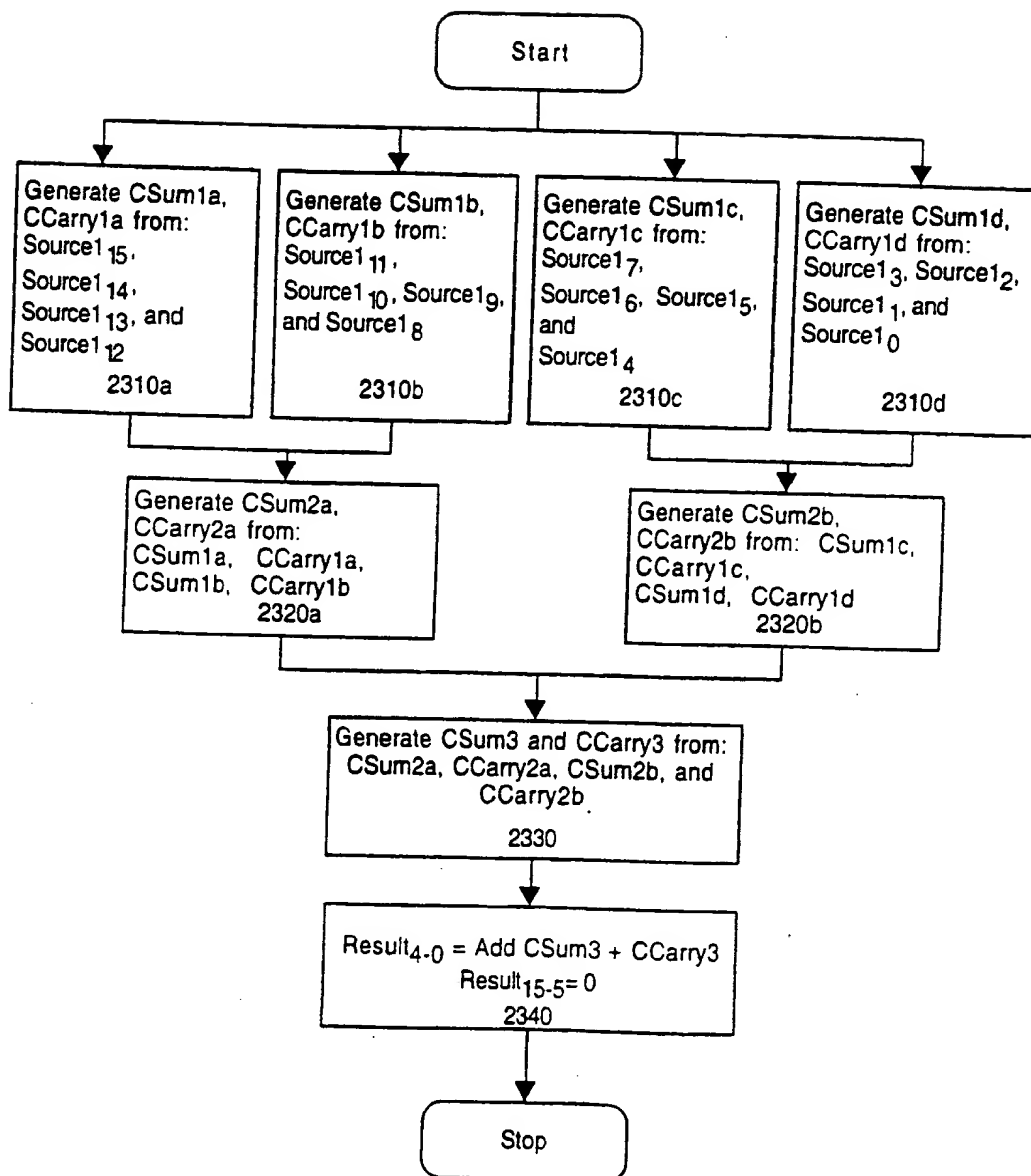 Start
Generate CSum1a,
CCarry1a from:
Source1 15,
Source1 14,
Source1 13, and
Source1 12
2310a
Generate CSum1b,
CCarry1b from:
Source1 11,
Source1 10, Source1 9,
and Source1 8
2310b
Generate CSum1c,
CCarry1c from:
Source1 7,
Source1 6, Source1 5,
and
Source1 4
2310c
Generate CSum1d,
CCarry1d from:
Source1 3, Source1 2,
Source1 1, and
Source1 0
2310d
Generate CSum2a,
CCarry2a from:
CSum1a, CCarry1a,
CSum1b, CCarry1b
2320a
Generate CSum2b,
CCarry2b from: CSum1c,
CCarry1c,
CSum1d, CCarry1d
2320b
Generate CSum3 and CCarry3 from:
CSum2a, CCarry2a, CSum2b, and
CCarry2b
2330
Result4-0 = Add CSum3 + CCarry3
Result15-5= 0
2340
Stop